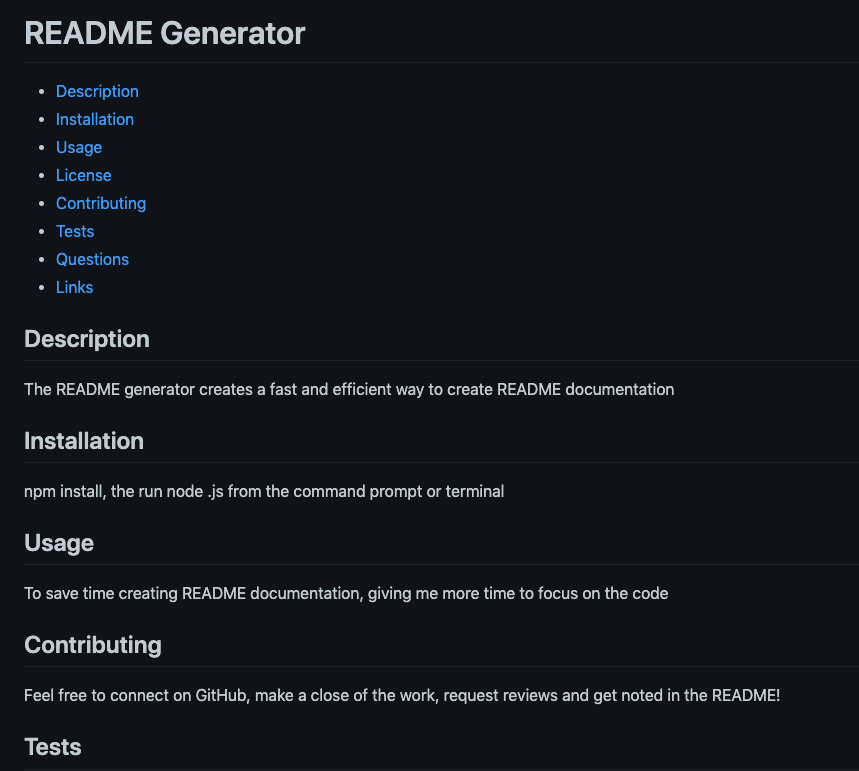 README Generator
Description
Installation
Usage
License
Contributing
Tests
Questions
Links
Description
The README generator creates a fast and efficient way to create README documentation
Installation
npm install, the run node .js from the command prompt or terminal
Usage
To save time creating README documentation, giving me more time to focus on the code
Contributing
Feel free to connect on GitHub, make a close of the work, request reviews and get noted in the README!
Tests